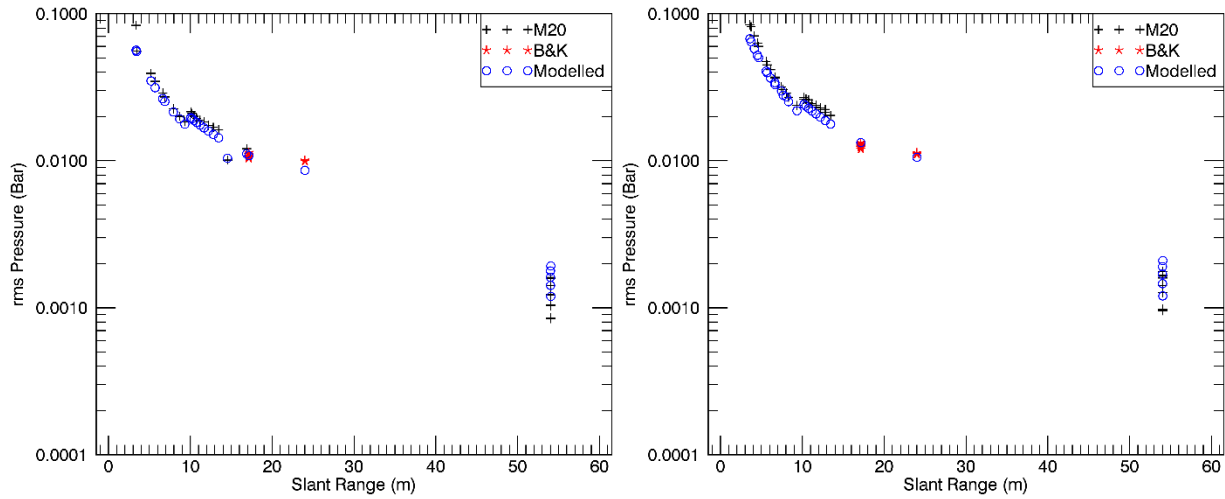 0.1000
0.0100
0.0010
0.0001
rms Pressure (Bar)
0 10 20 30 40 50 60
Slant Range (m)
M20
B&K
Modelled
0.1000
0.0100
0.0010
0.0001
rms Pressure (Bar)
0 10 20 30 40 50 60
Slant Range (m)
M20
B&K
Modelled